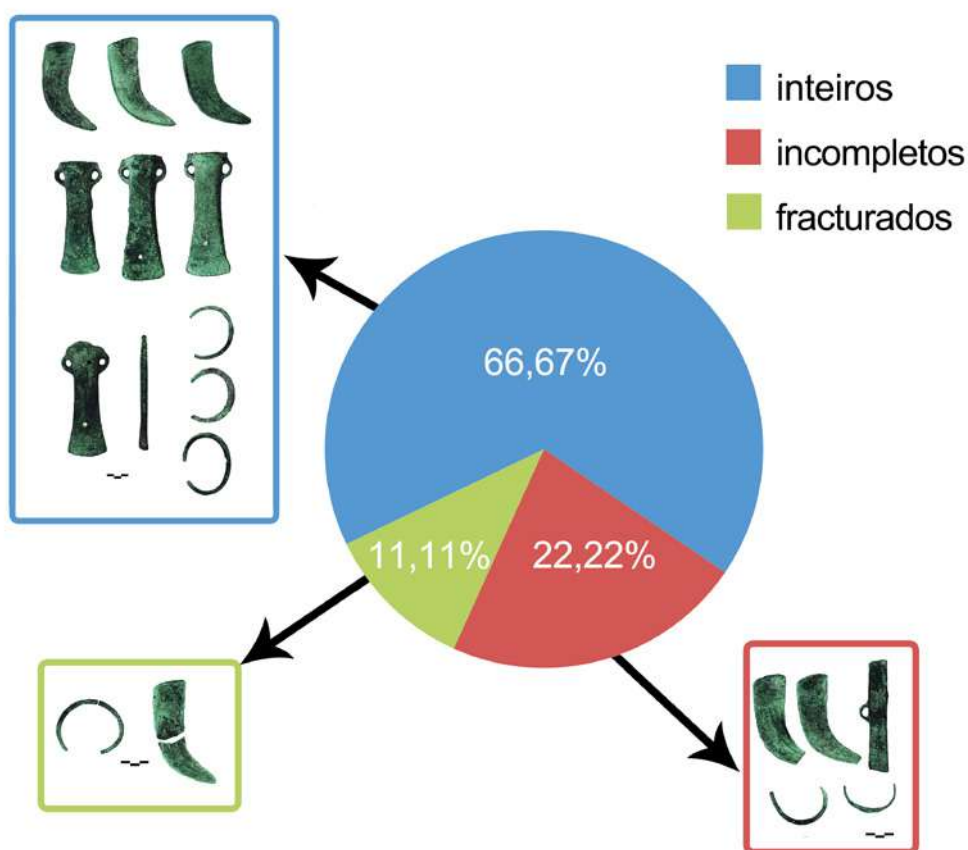 inteiros
incompletos
fracturados
66,67%
11,11%
22,22%